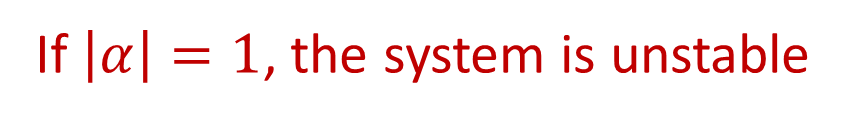 If |α| = 1, the system is unstable